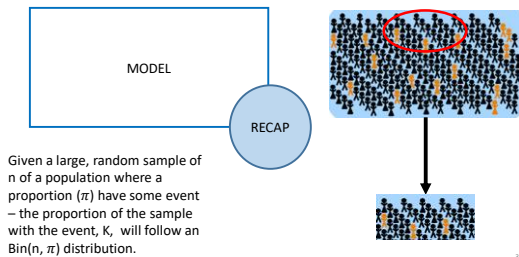 MODEL
RECAP
Given a large, random sample of
n of a population where a
proportion (𝜋) have some event
– the proportion of the sample
with the event, K,  will follow an
Bin(n, 𝜋) distribution.